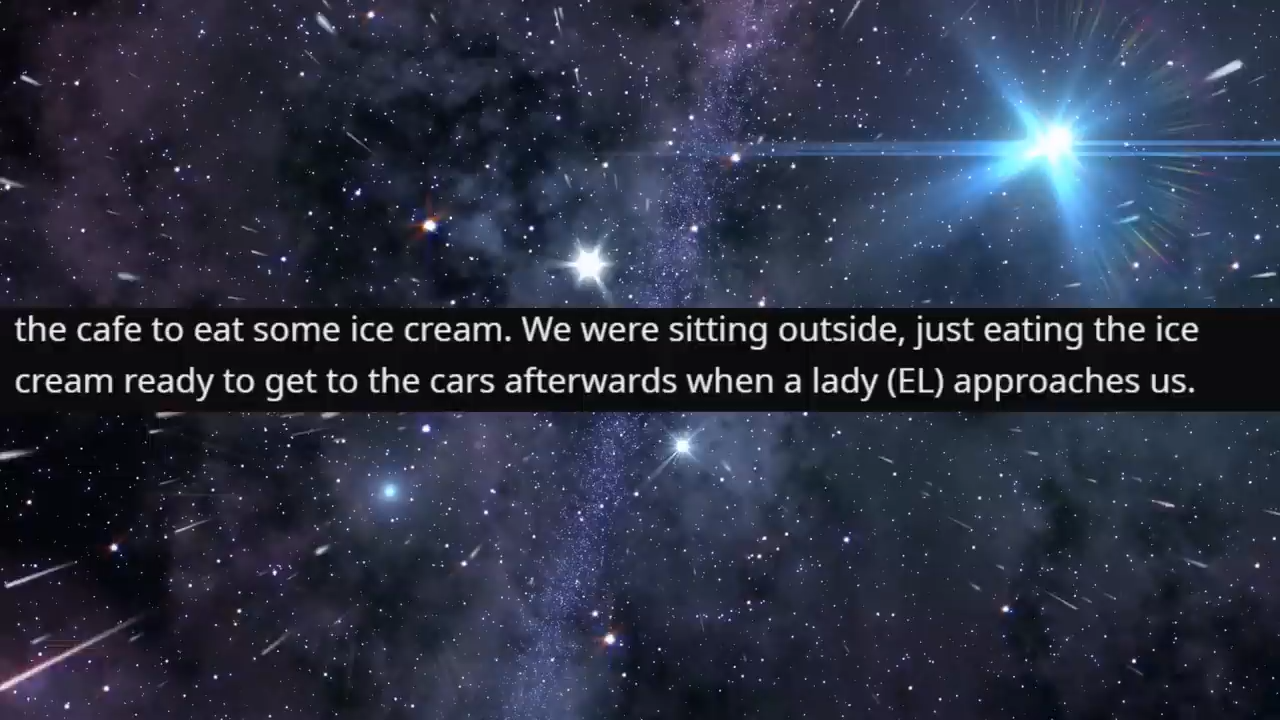 the cafe to eat some ice cream. We were sitting outside, just eating the ice
cream ready to get to the cars afterwards when a lady (EL) approaches us.